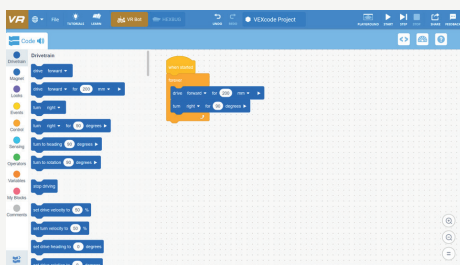 VR
File
TUTORIALS
LEARN
VR Bot
VEXcode Project
START
STEP
SHARE
FEEDBACK
Code
Drivetrain
Magnet
Looks
Events
Control
Sensing
Operators
Variables
My Blocks
Comments
Drivetrain
drive forward
drive forward for 200 mm
turn right
turn right for 90 degrees
turn to heading 90 degrees
turn to rotation 90 degrees
stop driving
set drive velocity to 50 %
set turn velocity to 50 %
set drive heading to 0 degrees
when started
forever
drive forward for 200 mm
turn right for 90 degrees